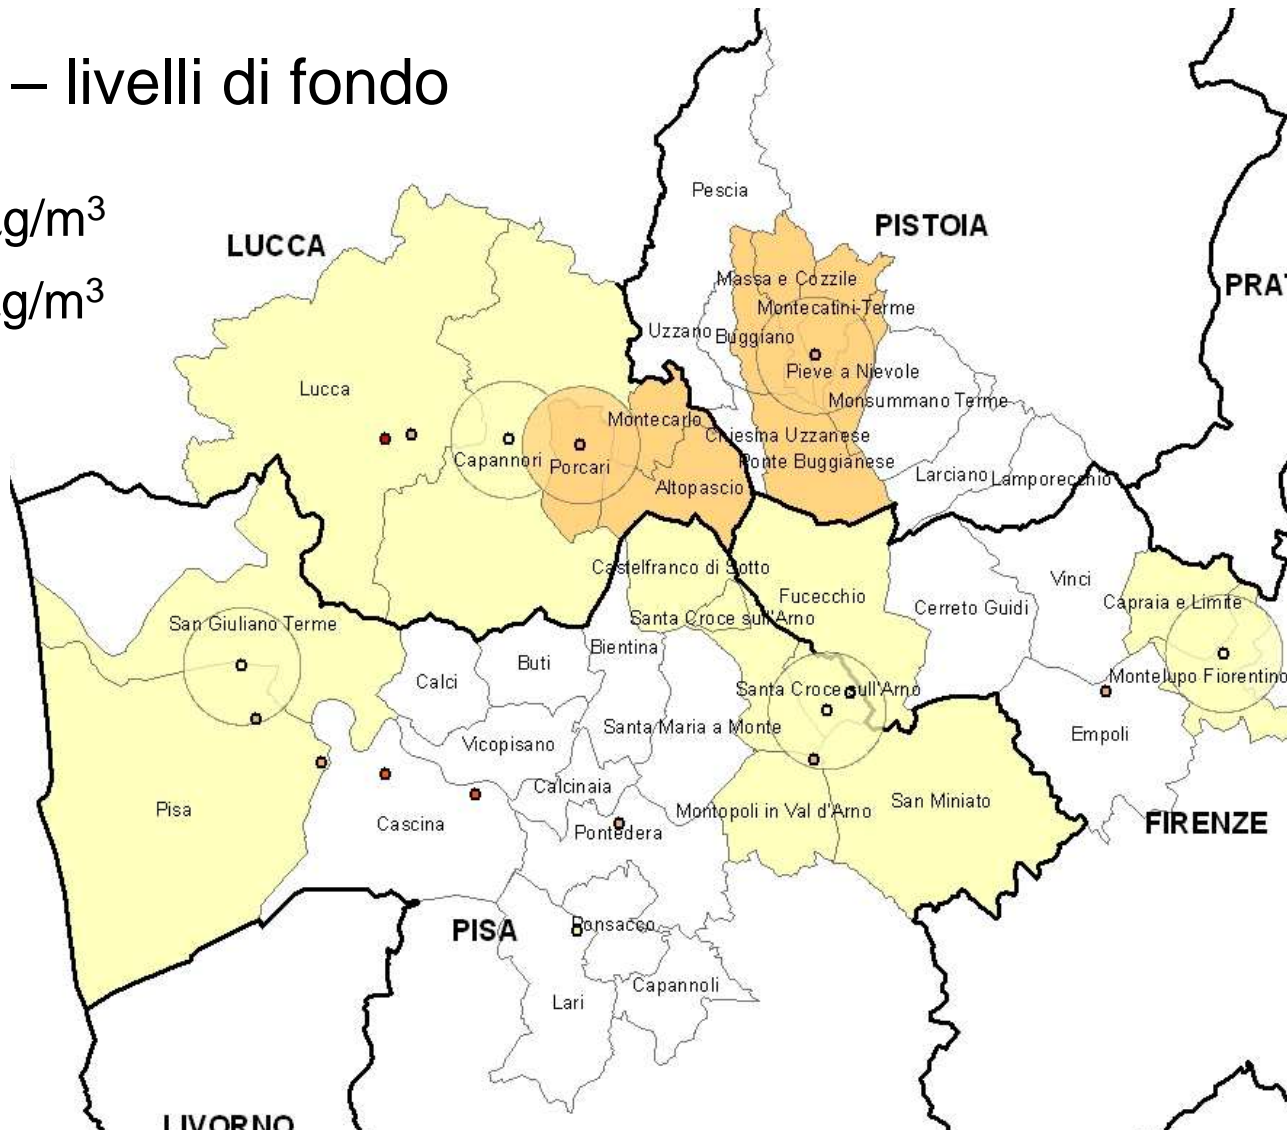 – livelli di fondo
g/m³
g/m³
LUCCA
PISTOIA
Pescia
Massa e Cozzile
Montecatini-Terme
Uzzano
Buggiano
Pieve a Nievole
Monsummano Terme
Lucca
Montecarlo
Chiesina Uzzanese
Capannori
Porcari
Ponte Buggianese
Altopascio
Larciano
Lamporecchio
Castelfranco di Sotto
Fucecchio
Vinci
Cerreto Guidi
Capraia e Limite
San Giuliano Terme
Santa Croce sull'Arno
Bientina
Buti
Calci
Santa Croce sull'Arno
Montelupo Fiorentino
Santa Maria a Monte
Empoli
Vicopisano
Calcinaia
Pisa
Montopoli in Val d'Arno
San Miniato
Cascina
Pontedera
FIRENZE
PISA
Ponsacco
Capannoli
Lari
LIVORNO